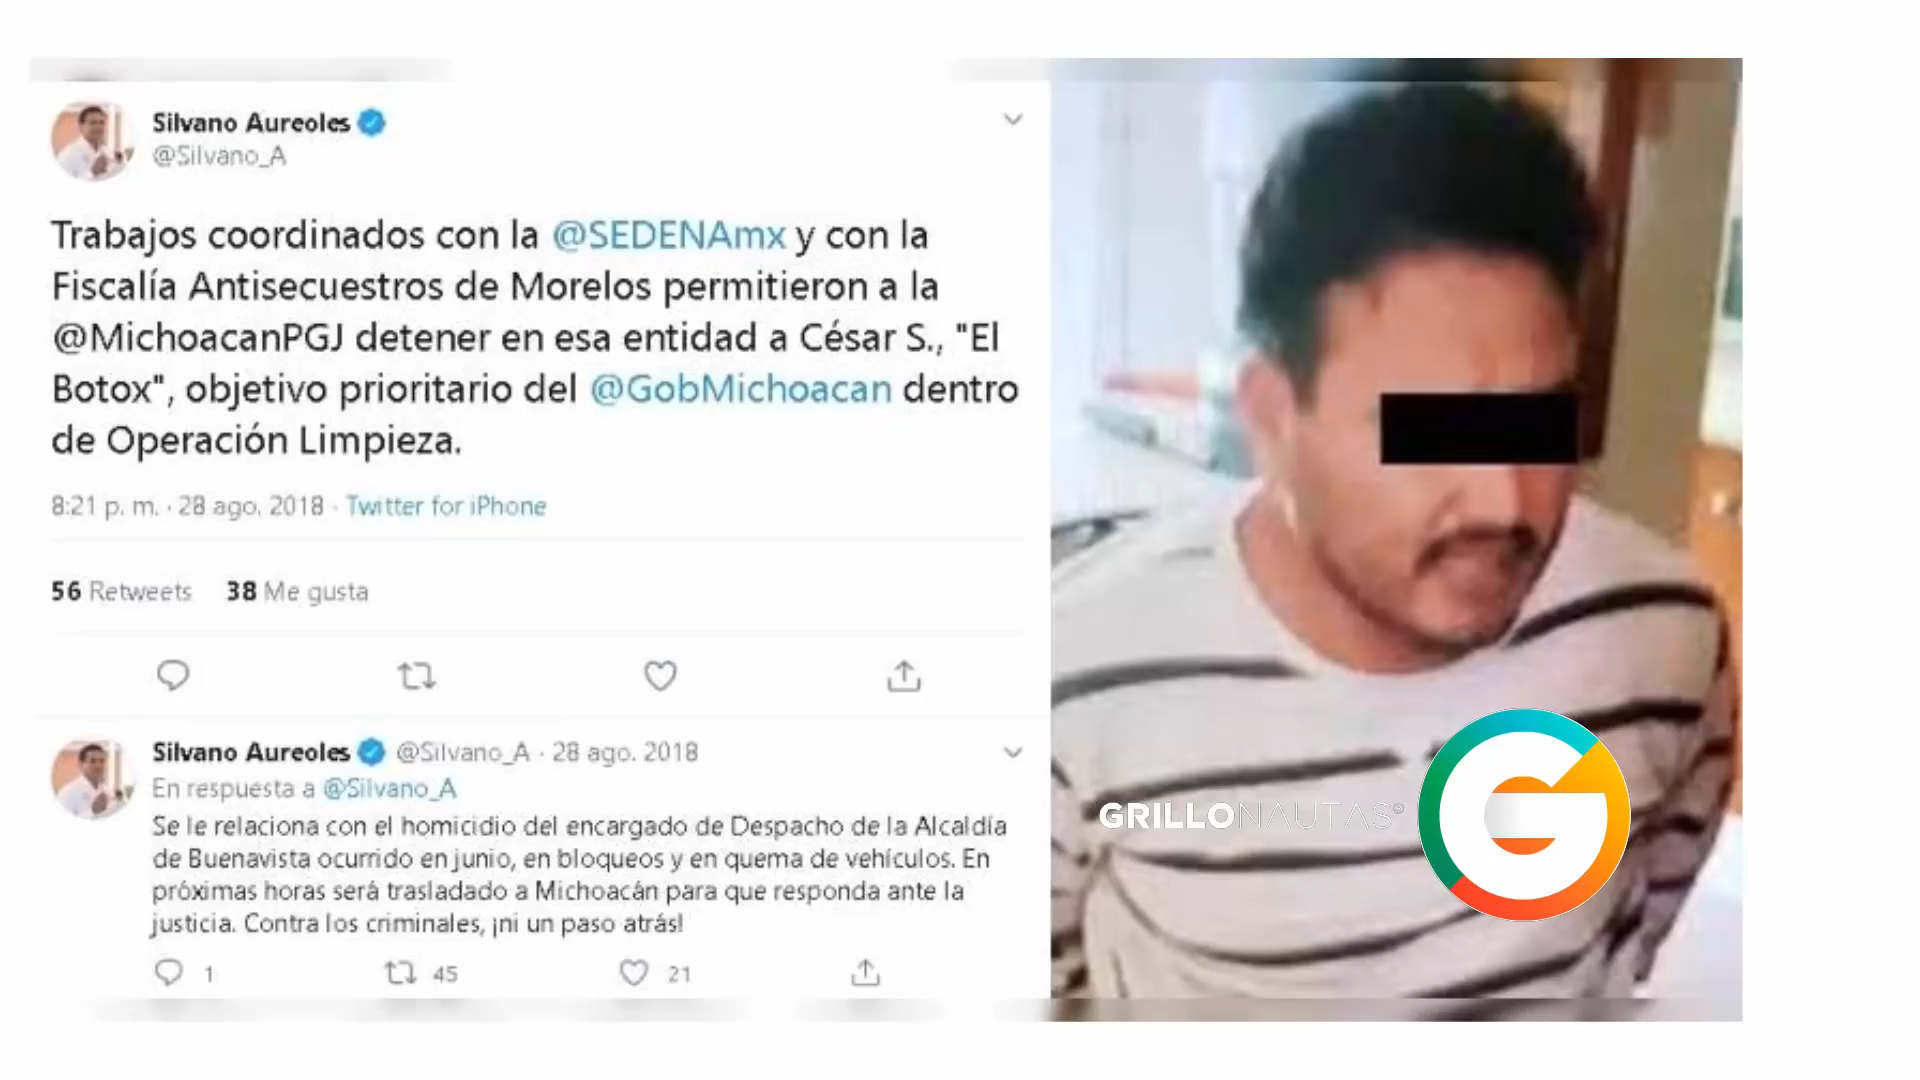 Silvano Aureoles
@Silvano_A
Trabajos coordinados con la @SEDENAmx y con la
Fiscalía Antisecuestros de Morelos permitieron a la
@MichoacanPGJ detener en esa entidad a César S., "El
Botox", objetivo prioritario del @GobMichoacan dentro
de Operación Limpieza.
8:21 p. m. · 28 ago. 2018 · Twitter for iPhone
56 Retweets 38 Me gusta
Silvano Aureoles @Silvano_A · 28 ago. 2018
En respuesta a @Silvano_A
Se le relaciona con el homicidio del encargado de Despacho de la Alcaldía
de Buenavista ocurrido en junio, en bloqueos y en quema de vehículos. En
próximas horas será trasladado a Michoacán para que responda ante la
justicia. Contra los criminales, ¡ni un paso atrás!
1 45 21
GRILLONAUTAS©
G